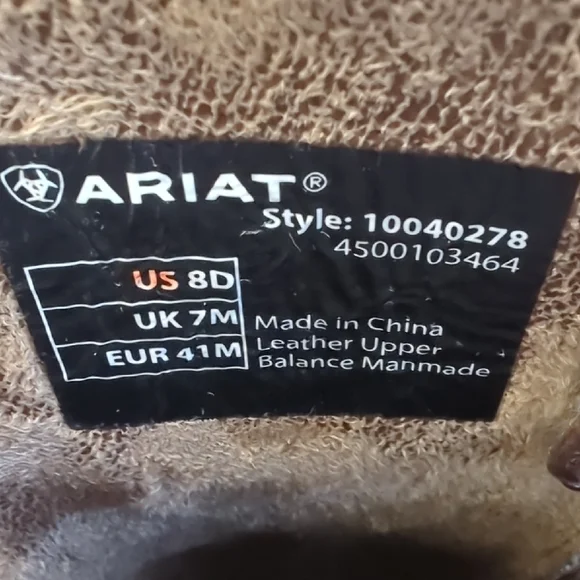 ARIAT®
Style: 10040278
4500103464
US 8D
UK 7M
EUR 41M
Made in China
Leather Upper
Balance Manmade